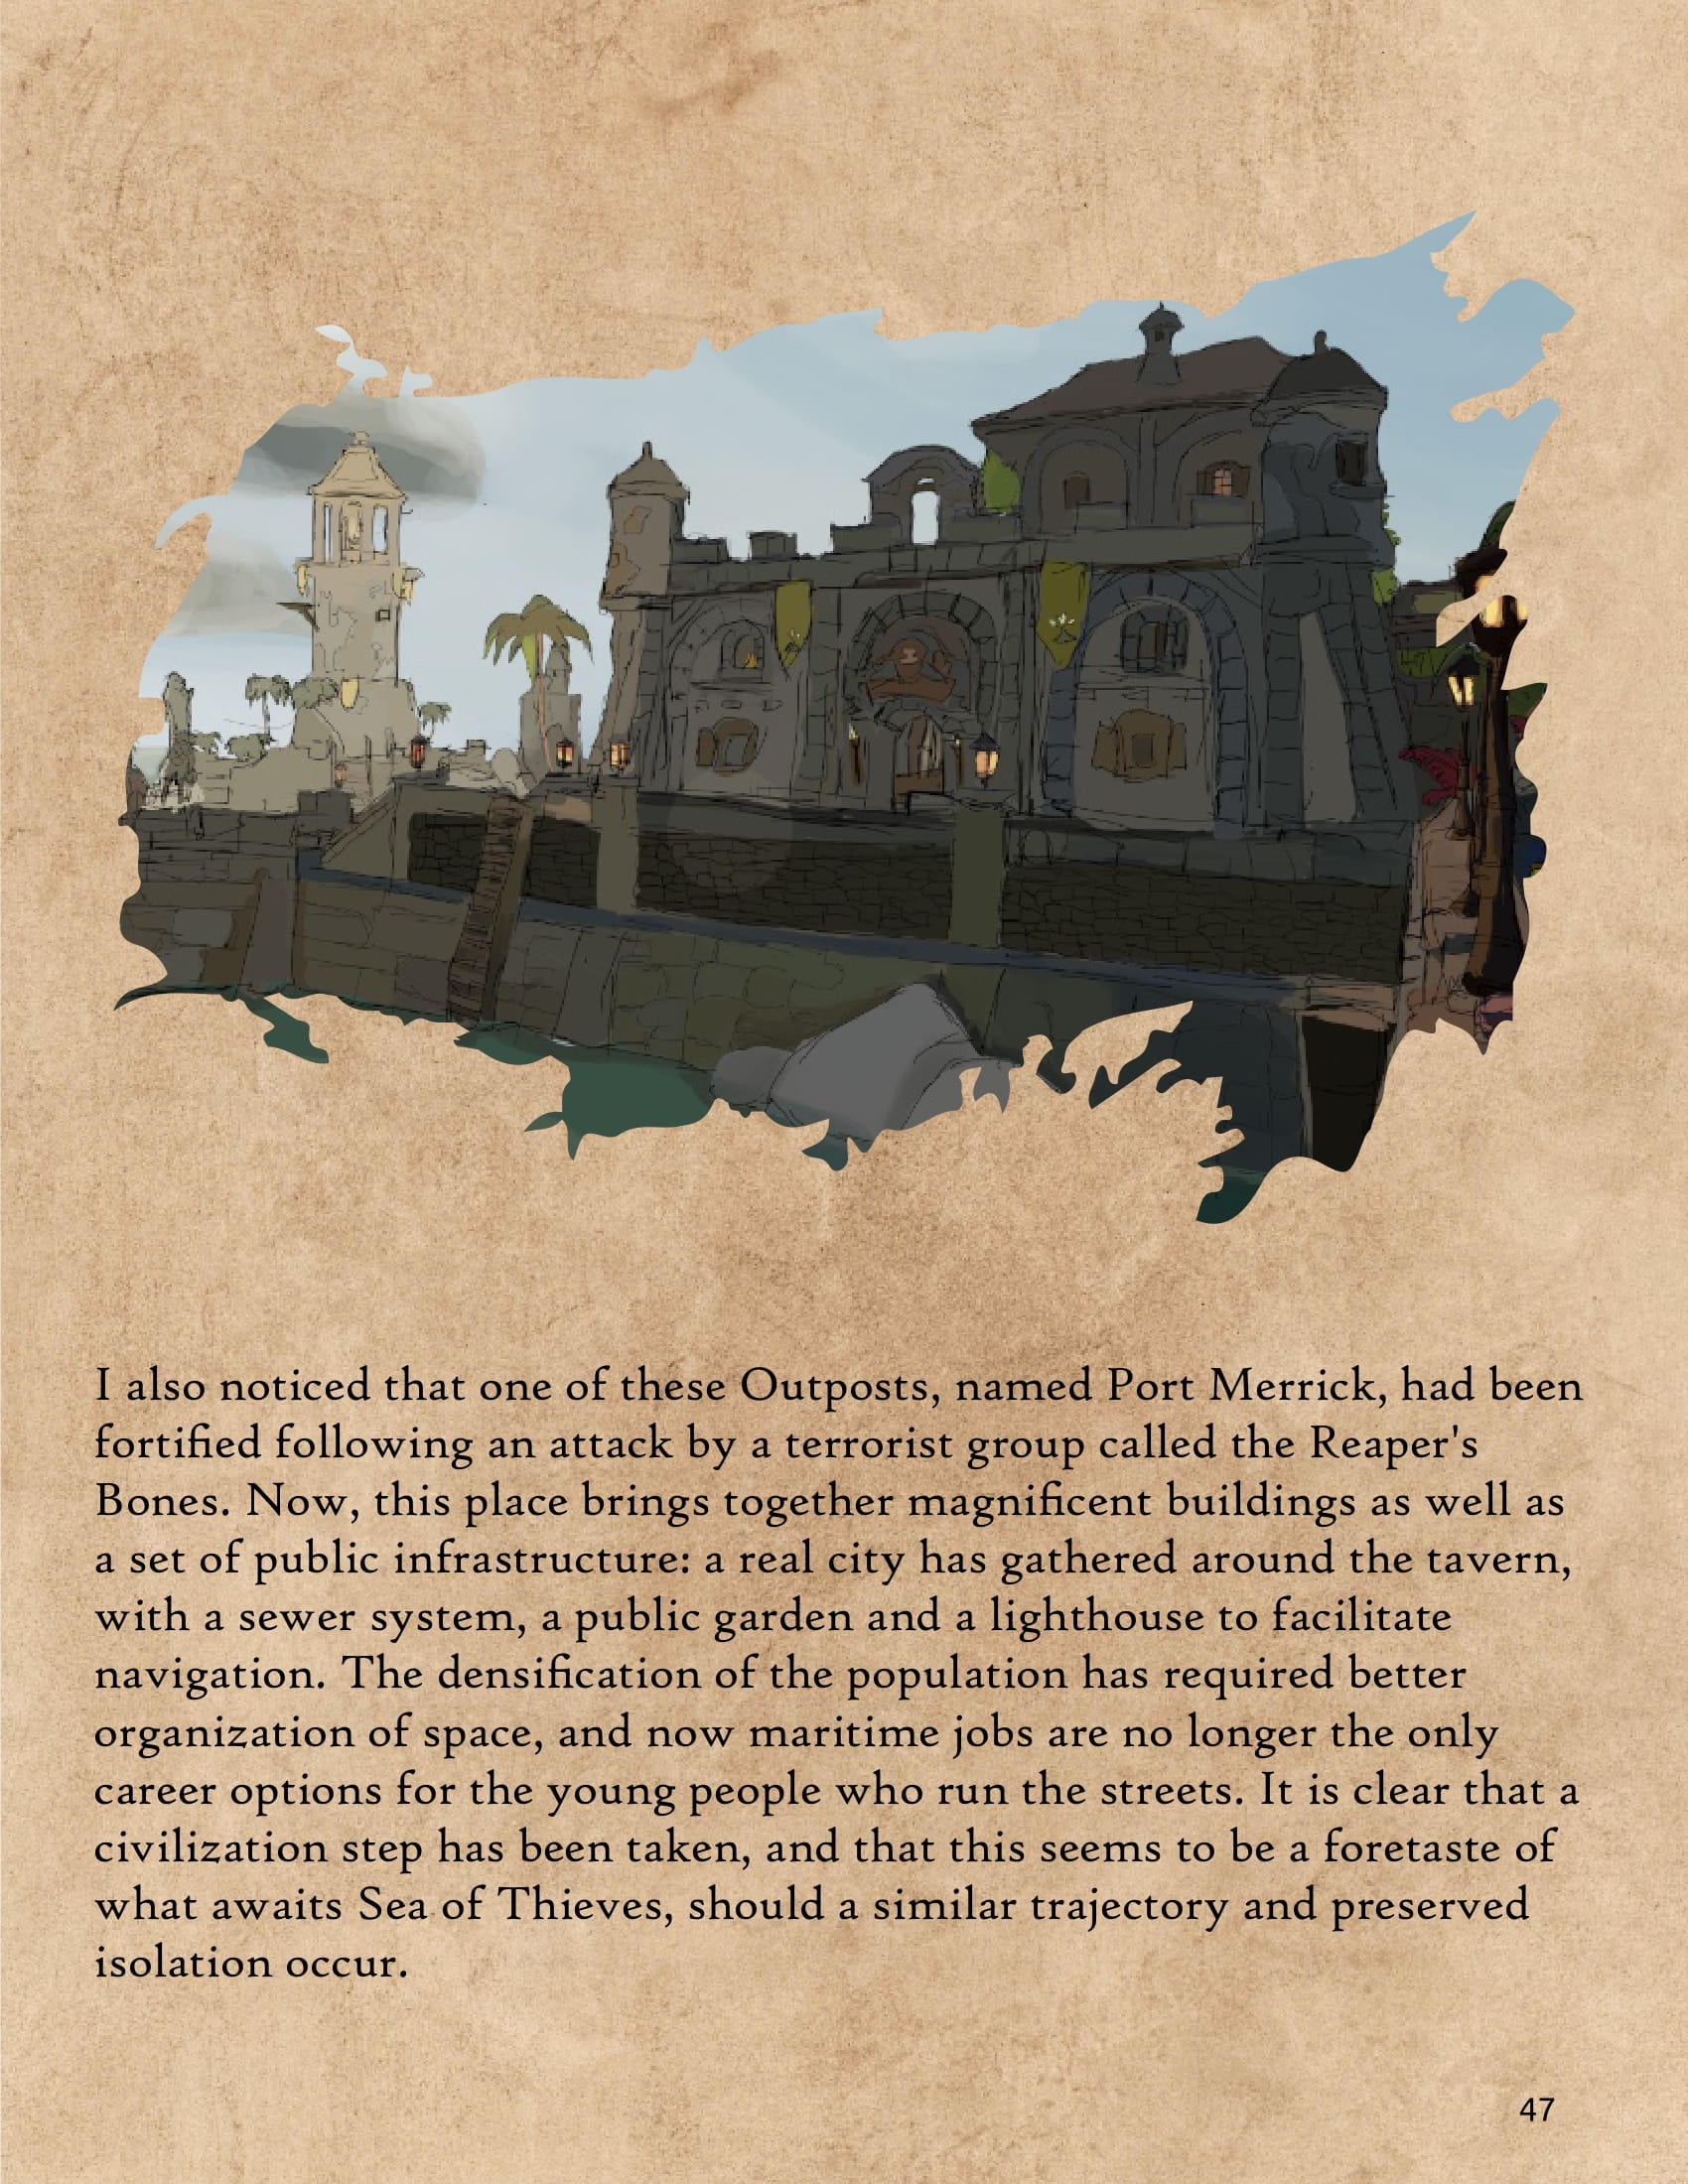 I also noticed that one of these Outposts, named Port Merrick, had been
fortified following an attack by a terrorist group called the Reaper's
Bones. Now, this place brings together magnificent buildings as well as
a set of public infrastructure: a real city has gathered around the tavern,
with a sewer system, a public garden and a lighthouse to facilitate
navigation. The densification of the population has required better
organization of space, and now maritime jobs are no longer the only
career options for the young people who run the streets. It is clear that a
civilization step has been taken, and that this seems to be a foretaste of
what awaits Sea of Thieves, should a similar trajectory and preserved
isolation occur.
47